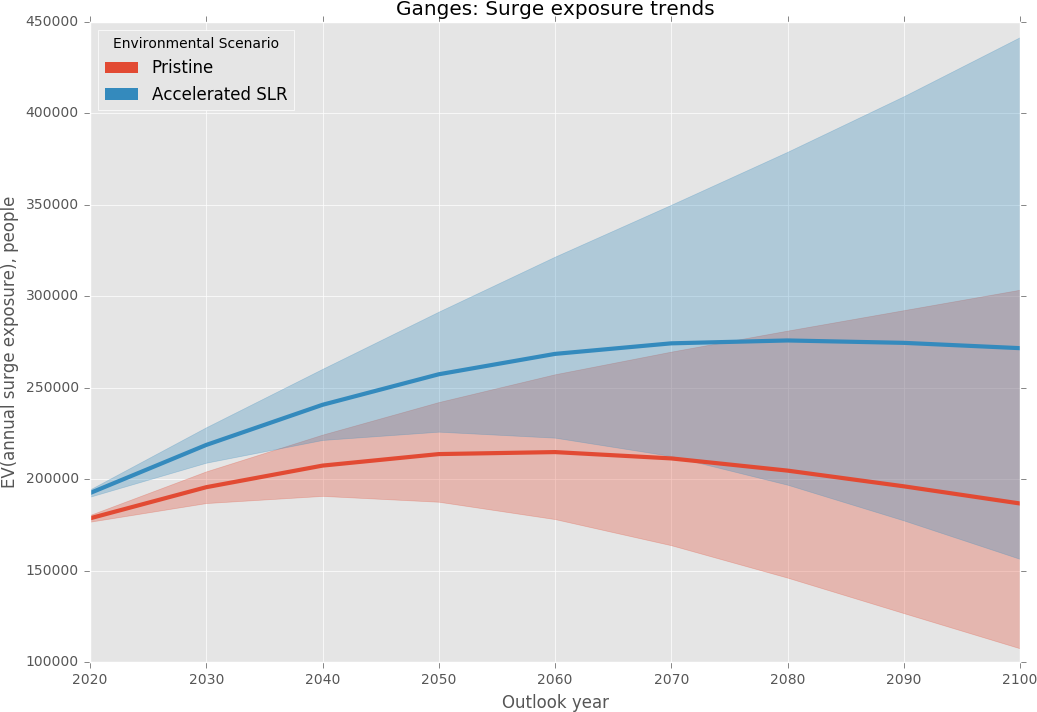 Ganges: Surge exposure trends
Environmental Scenario
Pristine
Accelerated SLR
EV(annual surge exposure), people
450000
400000
350000
300000
250000
200000
150000
100000
2020 2030 2040 2050 2060 2070 2080 2090 2100
Outlook year